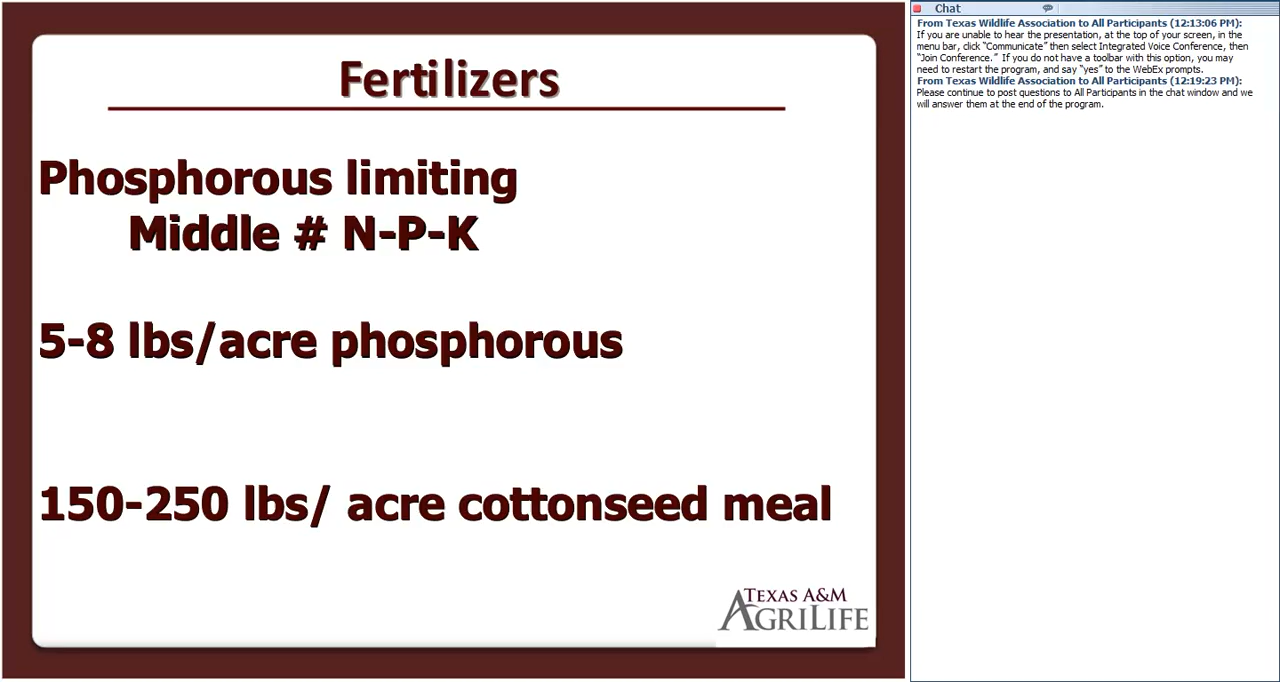 Fertilizers
Phosphorous limiting
Middle # N-P-K
5-8 lbs/acre phosphorous
150-250 lbs/ acre cottonseed meal
TEXAS A&M
AGRILIFE
Chat
From Texas Wildlife Association to All Participants (12:13:06 PM):
If you are unable to hear the presentation, at the top of your screen, in the
menu bar, click "Communicate" then select Integrated Voice Conference, then
"Join Conference."  If you do not have a toolbar with this option, you may
need to restart the program, and say "yes" to the WebEx prompts.
From Texas Wildlife Association to All Participants (12:19:23 PM):
Please continue to post questions to All Participants in the chat window and we
will answer them at the end of the program.